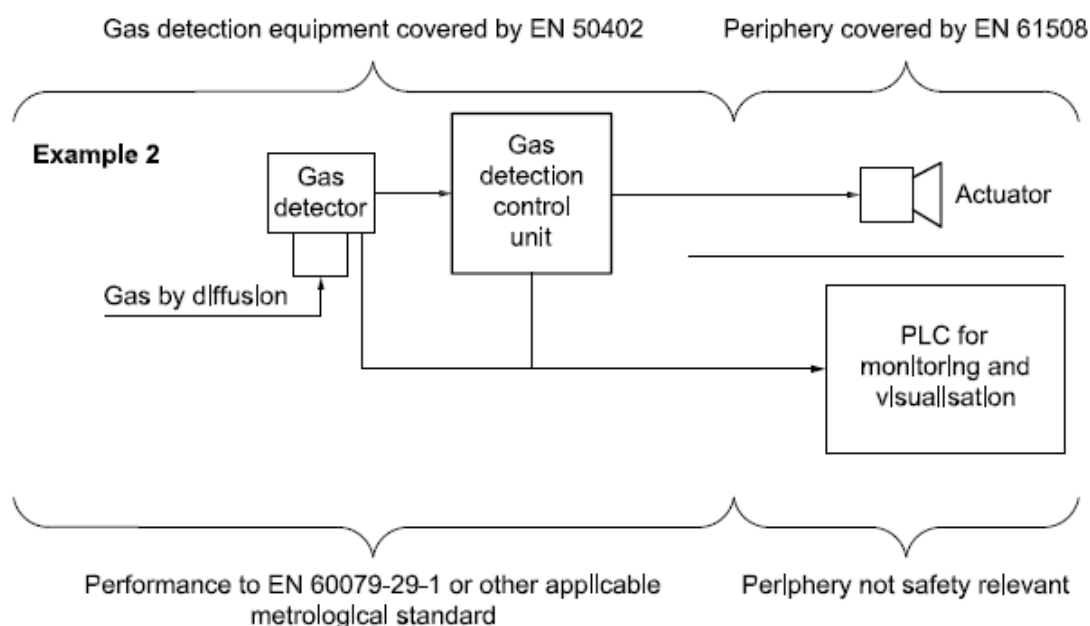 Gas detection equipment covered by EN 50402
Periphery covered by EN 61508
Example 2
Gas
detector
Gas
detection
control
unit
Actuator
Gas by diffusion
PLC for
monitoring and
visualisation
Performance to EN 60079-29-1 or other applicable
metrological standard
Periphery not safety relevant